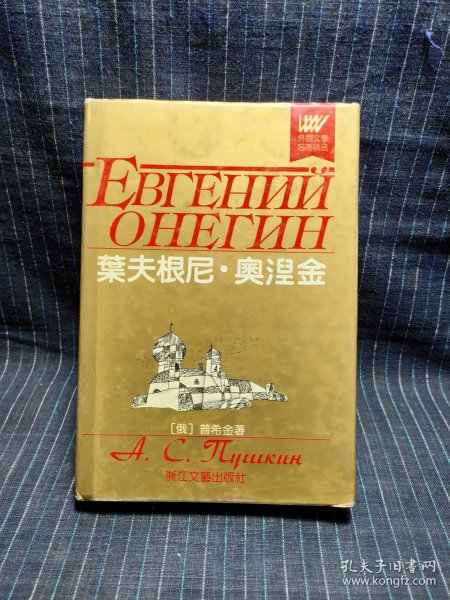 外国文學
名著精品
ЕВГЕНИЙ
ОНЕГИН
葉夫根尼·奥涅金
［俄］普希金著
А. С. Пушкин
浙江文藝出版社
孔夫子旧书网
www.kongfz.com